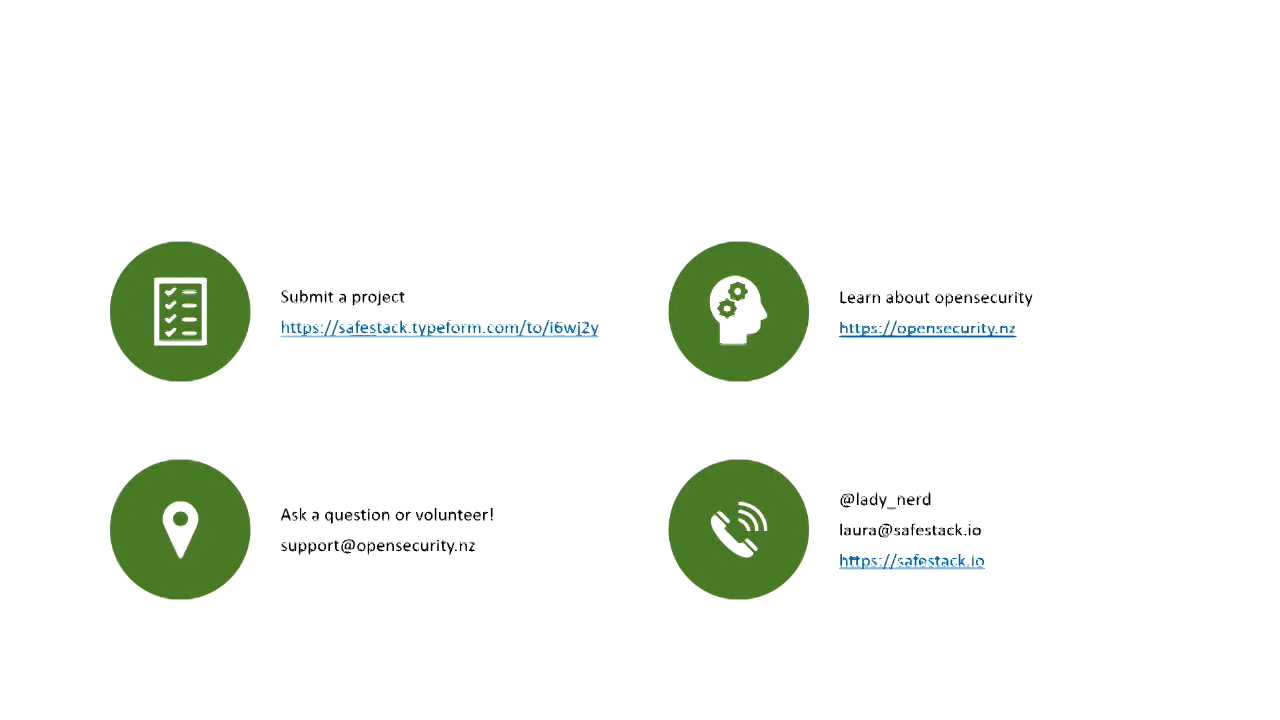 Submit a project
https://safestack.typeform.com/to/i6wj2y
Learn about opensecurity
https://opensecurity.nz
Ask a question or volunteer!
support@opensecurity.nz
@lady_nerd
laura@safestack.io
https://safestack.io